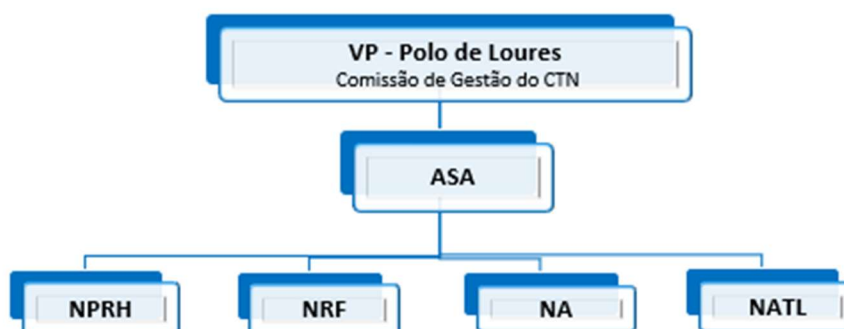 VP - Polo de Loures
Comissão de Gestão do CTN
ASA
NPRH
NRF
NA
NATL